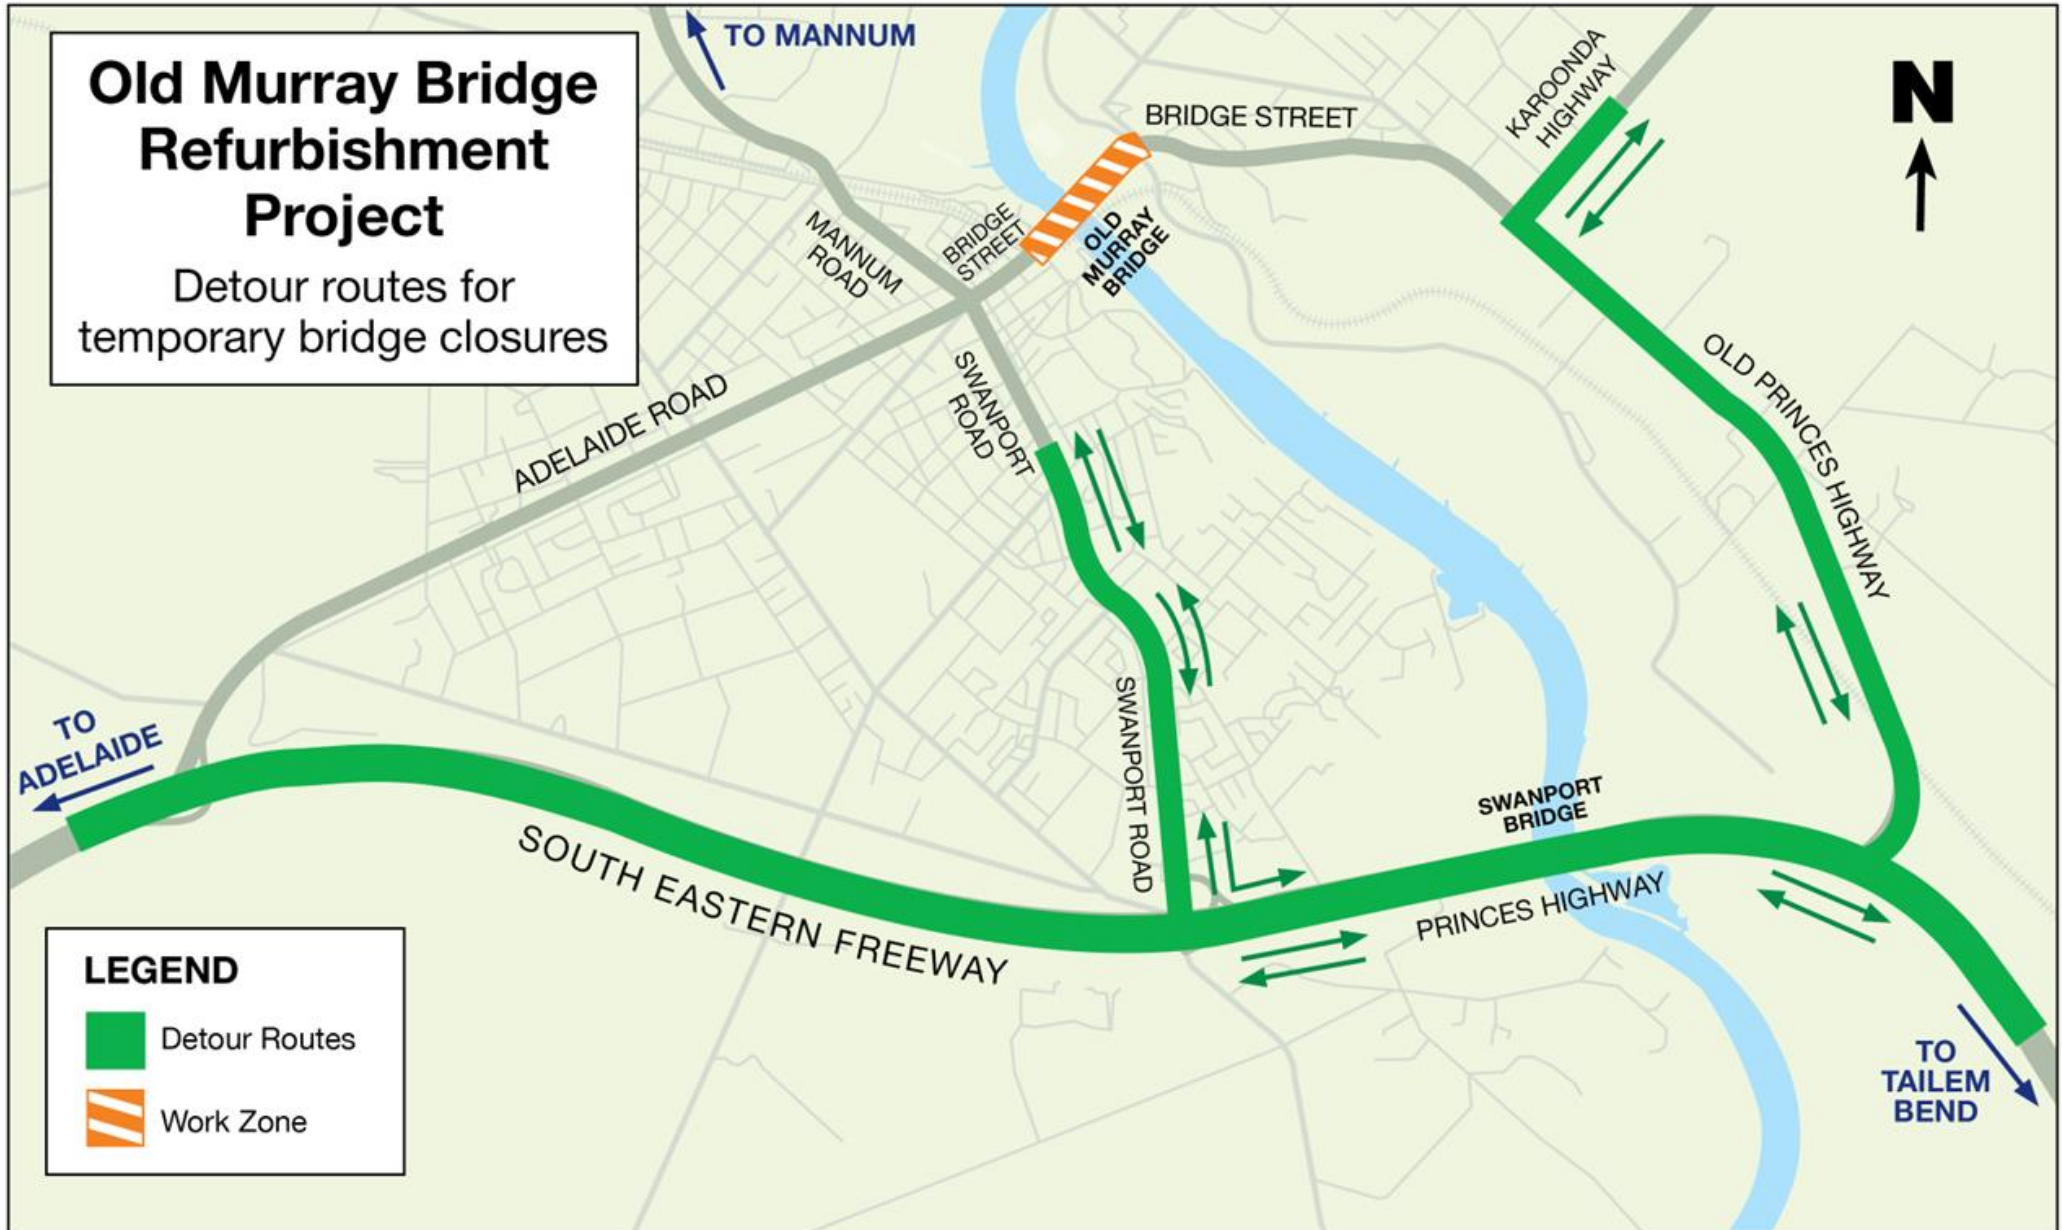 Old Murray Bridge
Refurbishment
Project
Detour routes for
temporary bridge closures
TO MANNUM
BRIDGE STREET
KAROONDA
HIGHWAY
N
MANNUM
ROAD
BRIDGE
STREET
OLD
MURRAY
BRIDGE
ADELAIDE ROAD
SWANPORT
ROAD
OLD PRINCES HIGHWAY
TO
ADELAIDE
SWANPORT ROAD
SWANPORT
BRIDGE
SOUTH EASTERN FREEWAY
PRINCES HIGHWAY
TO
TAILEM
BEND
LEGEND
Detour Routes
Work Zone